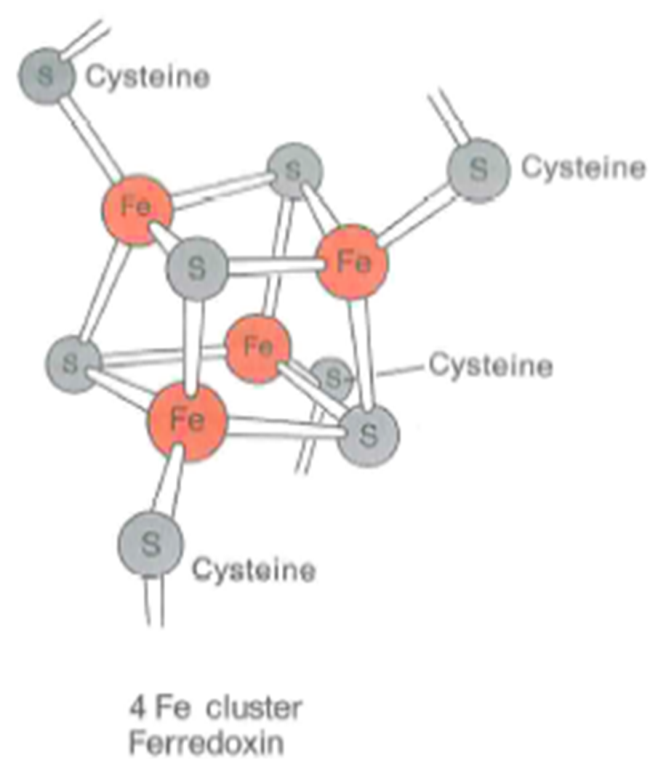 S Cysteine
S Cysteine
Fe S
S Fe
Fe
S S Cysteine
Fe S
S
Cysteine
4 Fe cluster
Ferredoxin